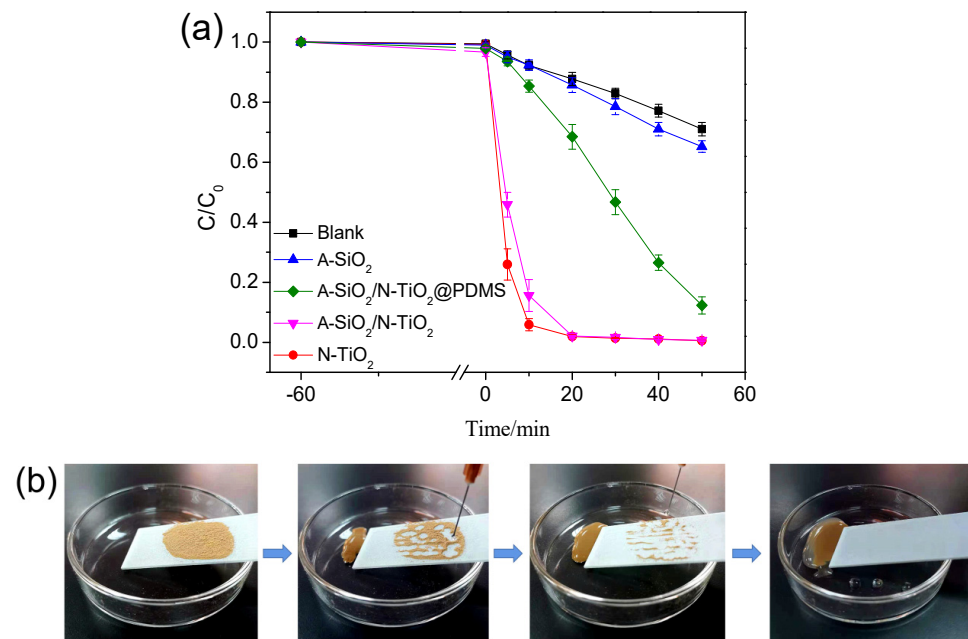 (a)
C/C₀
1.0
0.8
0.6
0.4
0.2
0.0
Blank
A-SiO₂
A-SiO₂/N-TiO₂@PDMS
A-SiO₂/N-TiO₂
N-TiO₂
-60 0 20 40 60
Time/min
(b)